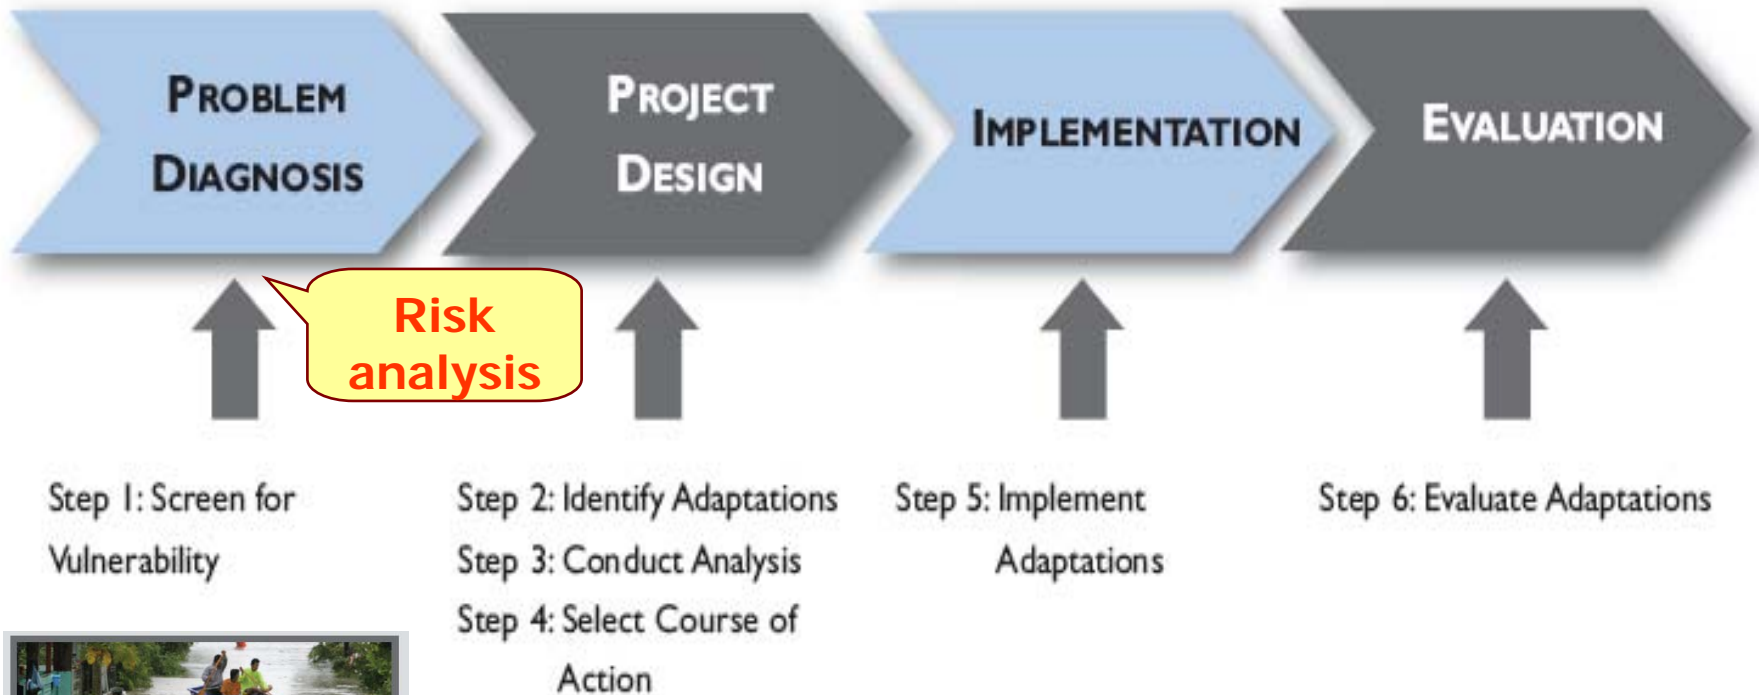 PROBLEM
DIAGNOSIS
PROJECT
DESIGN
IMPLEMENTATION
EVALUATION
Risk
analysis
Step 1: Screen for
Vulnerability
Step 2: Identify Adaptations
Step 3: Conduct Analysis
Step 4: Select Course of
Action
Step 5: Implement
Adaptations
Step 6: Evaluate Adaptations